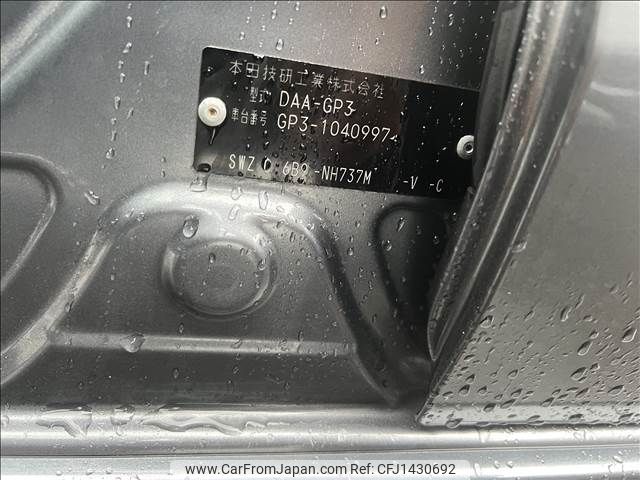 本田技研工業株式会社
型式 DAA-GP3
車台番号 GP3-1040997
SWZ 6B9 -NH737M -V -C
www.CarFromJapan.com Ref: CFJ1430692